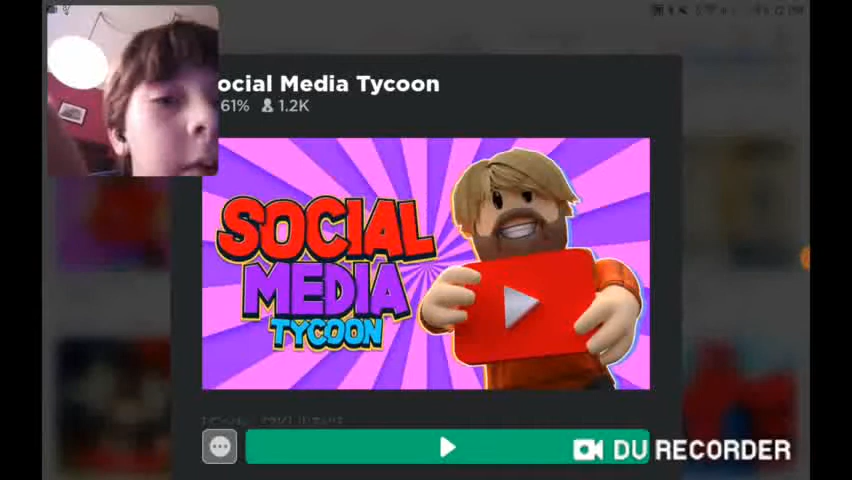 ocial Media Tycoon
61% 1.2K
SOCIAL
MEDIA
TYCOON
DU RECORDER